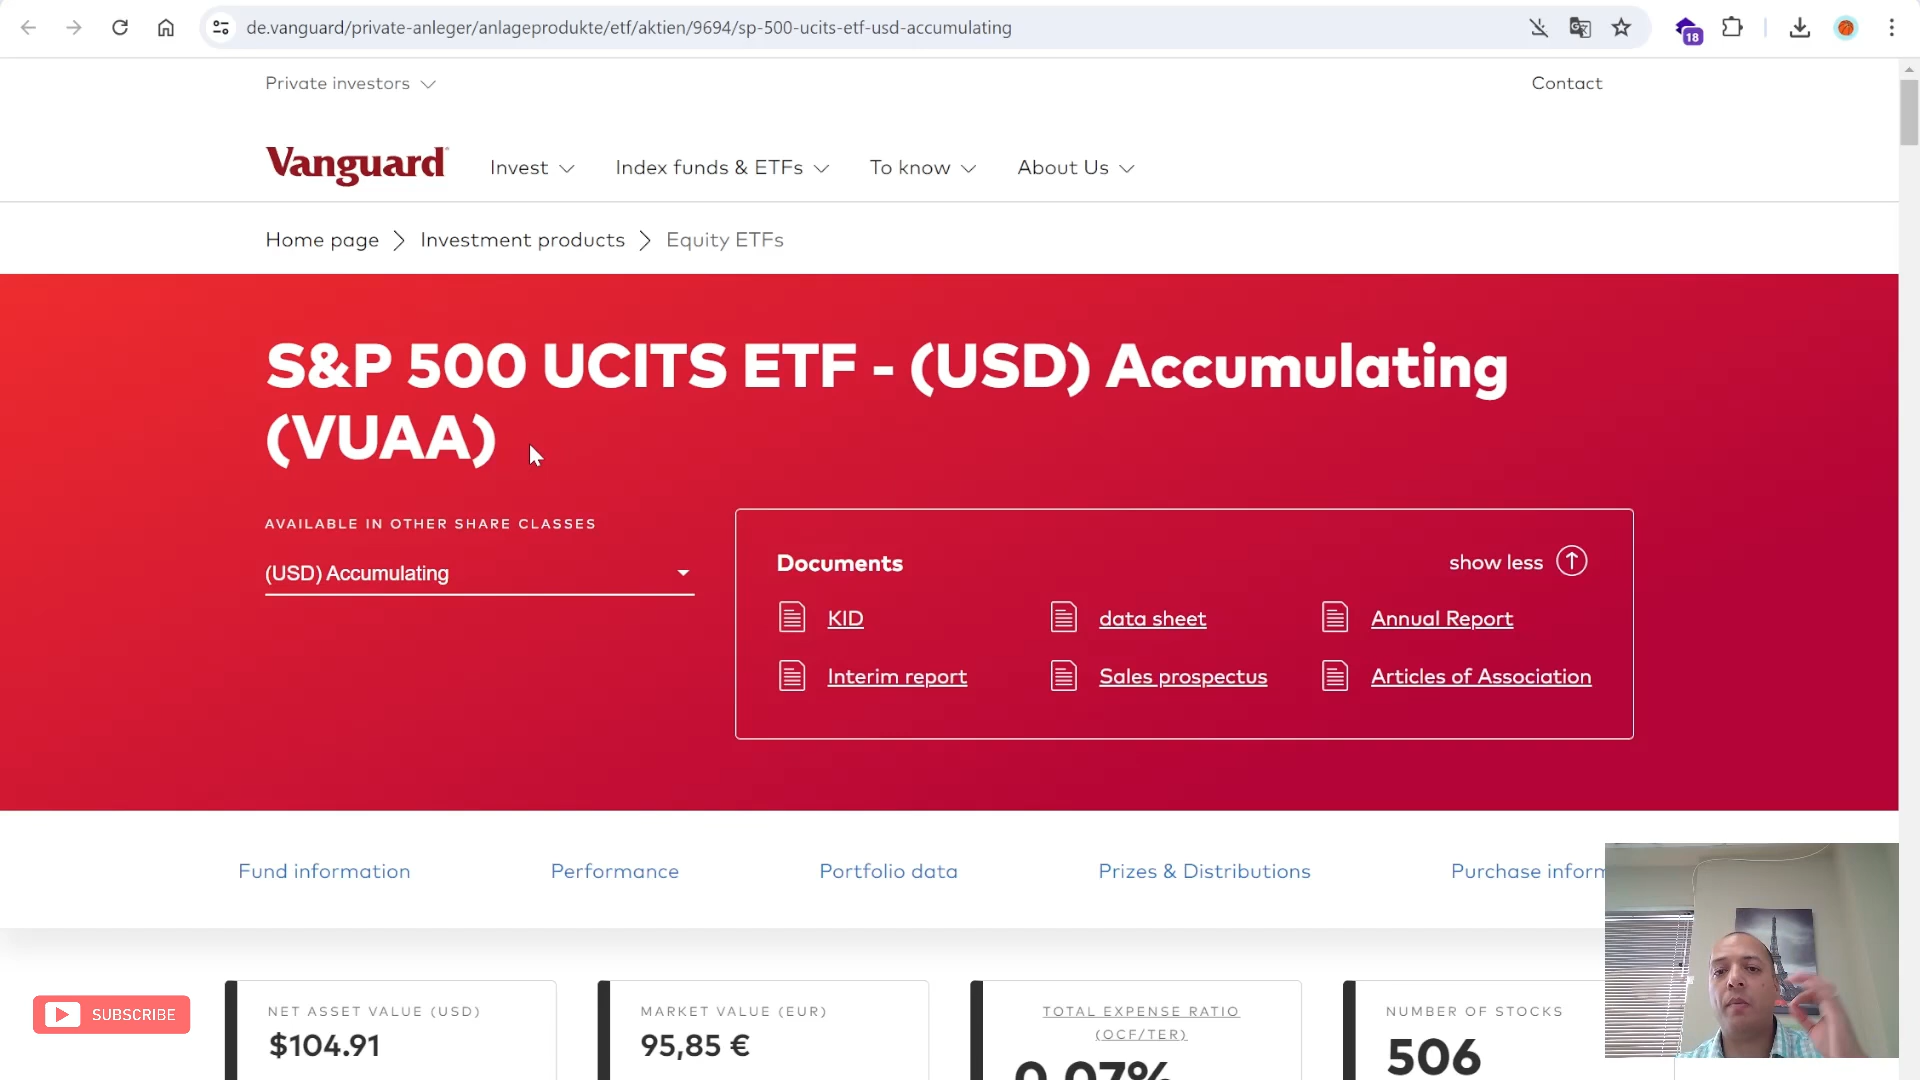 de.vanguard/private-anleger/anlageprodukte/etf/aktien/9694/sp-500-ucits-etf-usd-accumulating
18
Private investors
Contact
Vanguard
Invest
Index funds & ETFs
To know
About Us
Home page > Investment products > Equity ETFs
S&P 500 UCITS ETF - (USD) Accumulating
(VUAA)
AVAILABLE IN OTHER SHARE CLASSES
(USD) Accumulating
Documents
show less
KID
data sheet
Annual Report
Interim report
Sales prospectus
Articles of Association
Fund information
Performance
Portfolio data
Prizes & Distributions
Purchase inform
SUBSCRIBE
NET ASSET VALUE (USD)
$104.91
MARKET VALUE (EUR)
95,85 €
TOTAL EXPENSE RATIO
(OCF/TER)
0.07%
NUMBER OF STOCKS
506